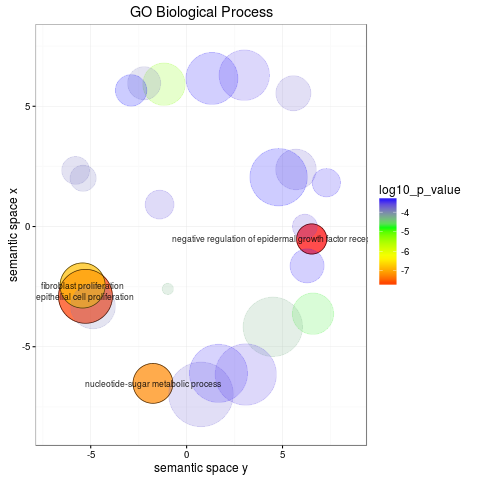 GO Biological Process
semantic space x
5
0
-5
negative regulation of epidermal growth factor rece
fibroblast proliferation
epithelial cell proliferation
nucleotide-sugar metabolic process
-5
0
5
semantic space y
log10_p_value
-4
-5
-6
-7